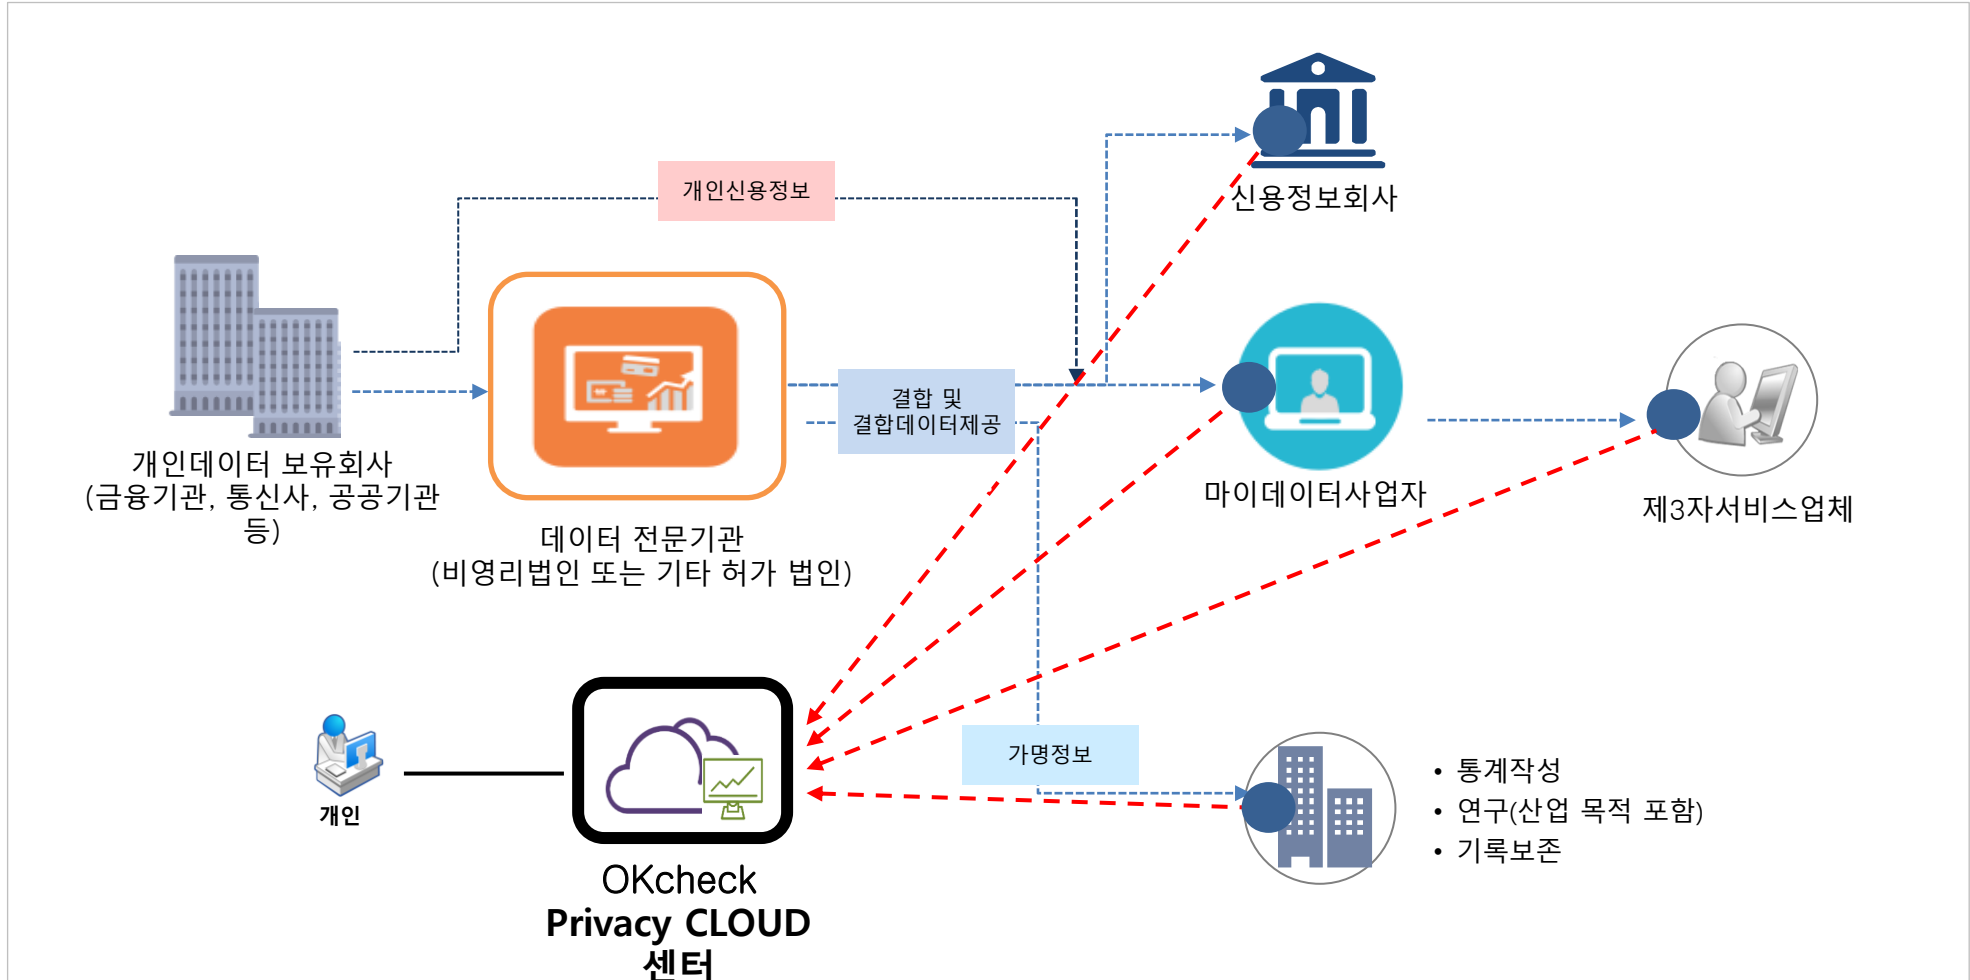 신용정보회사
개인신용정보
결합 및
결합데이터제공
개인데이터 보유회사
(금융기관, 통신사, 공공기관
등)
데이터 전문기관
(비영리법인 또는 기타 허가 법인)
마이데이터사업자
제3자서비스업체
가명정보
개인
• 통계작성
• 연구(산업 목적 포함)
• 기록보존
OKcheck
Privacy CLOUD
센터